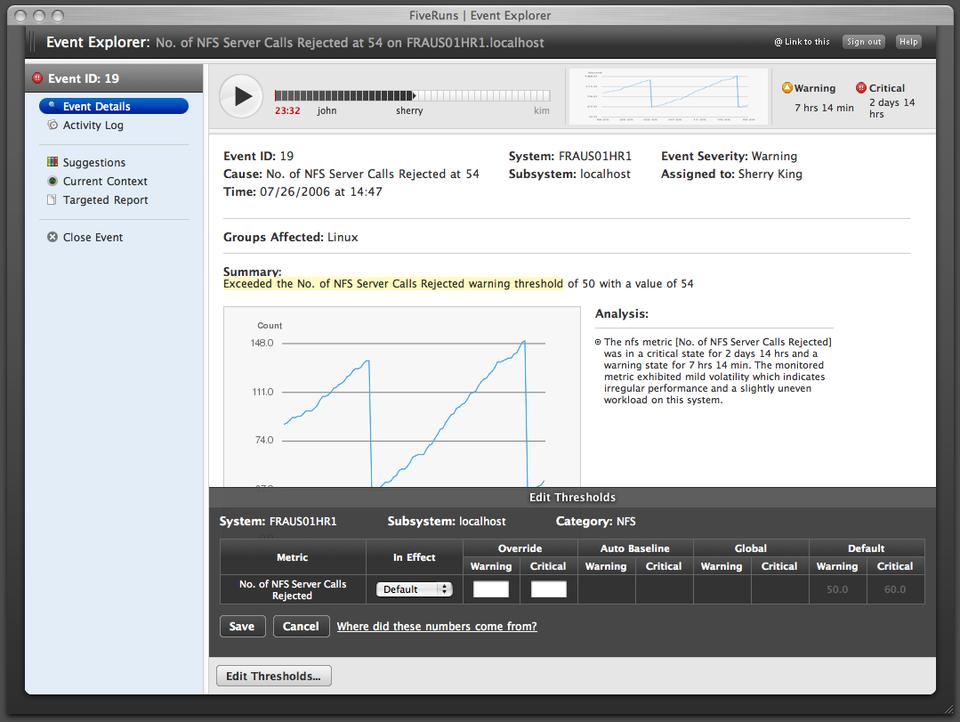 FiveRuns | Event Explorer
Event Explorer: No. of NFS Server Calls Rejected at 54 on FRAUS01HR1.localhost
@ Link to this
Sign out
Help
Event ID: 19
Event Details
Activity Log
Suggestions
Current Context
Targeted Report
Close Event
23:32 john sherry kim
Warning
7 hrs 14 min
Critical
2 days 14
hrs
Event ID: 19
Cause: No. of NFS Server Calls Rejected at 54
Time: 07/26/2006 at 14:47
System: FRAUS01HR1
Subsystem: localhost
Event Severity: Warning
Assigned to: Sherry King
Groups Affected: Linux
Summary:
Exceeded the No. of NFS Server Calls Rejected warning threshold of 50 with a value of 54
Count
148.0
111.0
74.0
Analysis:
The nfs metric [No. of NFS Server Calls Rejected]
was in a critical state for 2 days 14 hrs and a
warning state for 7 hrs 14 min. The monitored
metric exhibited mild volatility which indicates
irregular performance and a slightly uneven
workload on this system.
Edit Thresholds
System: FRAUS01HR1 Subsystem: localhost Category: NFS
Metric In Effect Override Auto Baseline Global Default
Warning Critical Warning Critical Warning Critical Warning Critical
No. of NFS Server Calls
Rejected
Default
50.0 60.0
Save
Cancel
Where did these numbers come from?
Edit Thresholds...